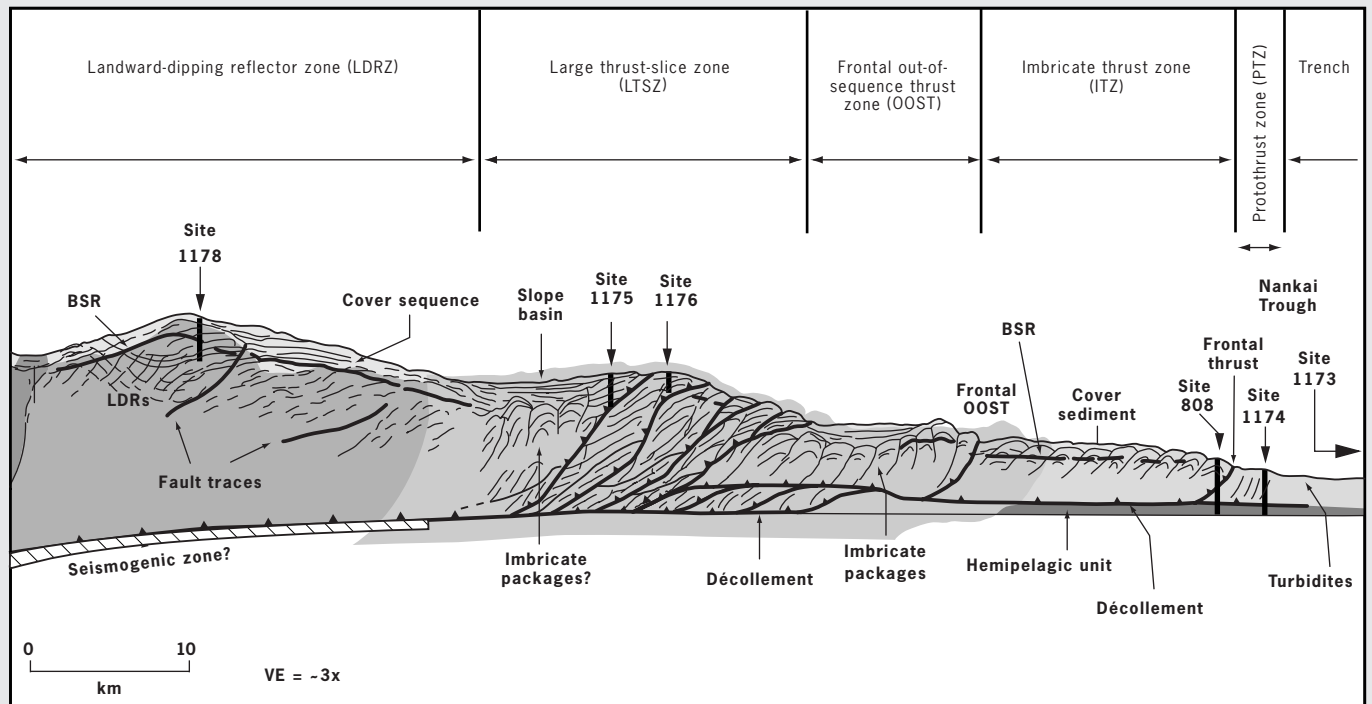 Landward-dipping reflector zone (LDRZ)
Large thrust-slice zone
(LTSZ)
Frontal out-of-
sequence thrust
zone (OOST)
Imbricate thrust zone
(ITZ)
Protothrust zone (PTZ)
Trench
Site
1178
BSR
Cover sequence
Slope
basin
Site
1175
Site
1176
Nankai
Trough
BSR
Frontal
thrust
Site
1173
Frontal
OOST
Cover
sediment
Site
808
Site
1174
LDRs
Fault traces
Seismogenic zone?
Imbricate
packages?
Décollement
Imbricate
packages
Hemipelagic unit
Décollement
Turbidites
0
10
km
VE = ~3x